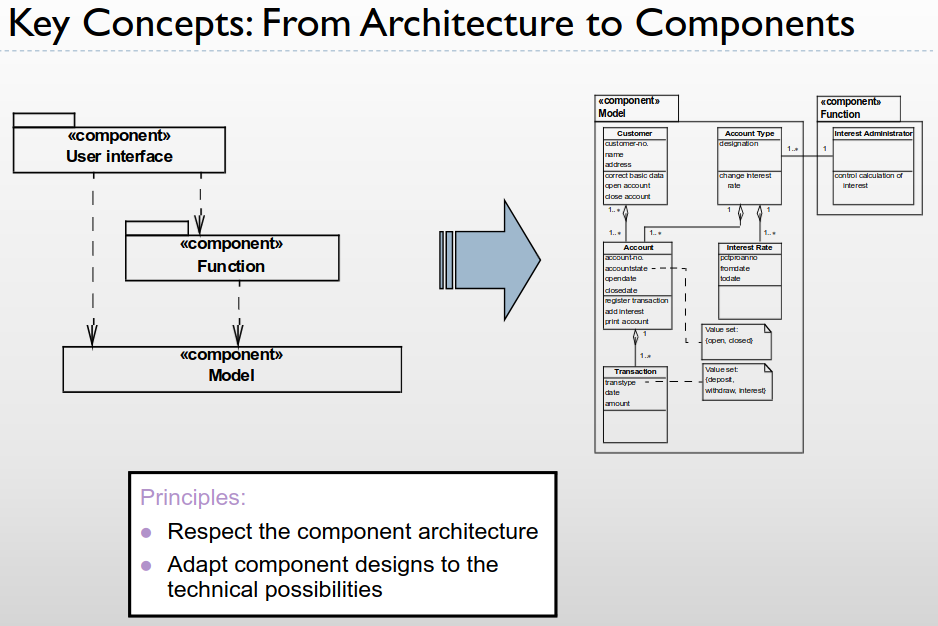 Key Concepts: From Architecture to Components
«component»
User interface
«component»
Function
«component»
Model
«component»
Model
Customer
customer-no.
name
address
correct basic data
open account
close account
Account Type
designation
change interest
rate
1..*
1
«component»
Function
Interest Administrator
control calculation of
interest
1..*
1
1
1..*
1..*
1..*
Account
account-no.
accountstate
opendate
closedate
register transaction
add interest
print account
Interest Rate
fromdate
todate
Value set:
{open, closed}
1
1..*
Transaction
transtype
date
amount
Value set:
{deposit,
withdraw, interest}
Principles:
Respect the component architecture
Adapt component designs to the
technical possibilities